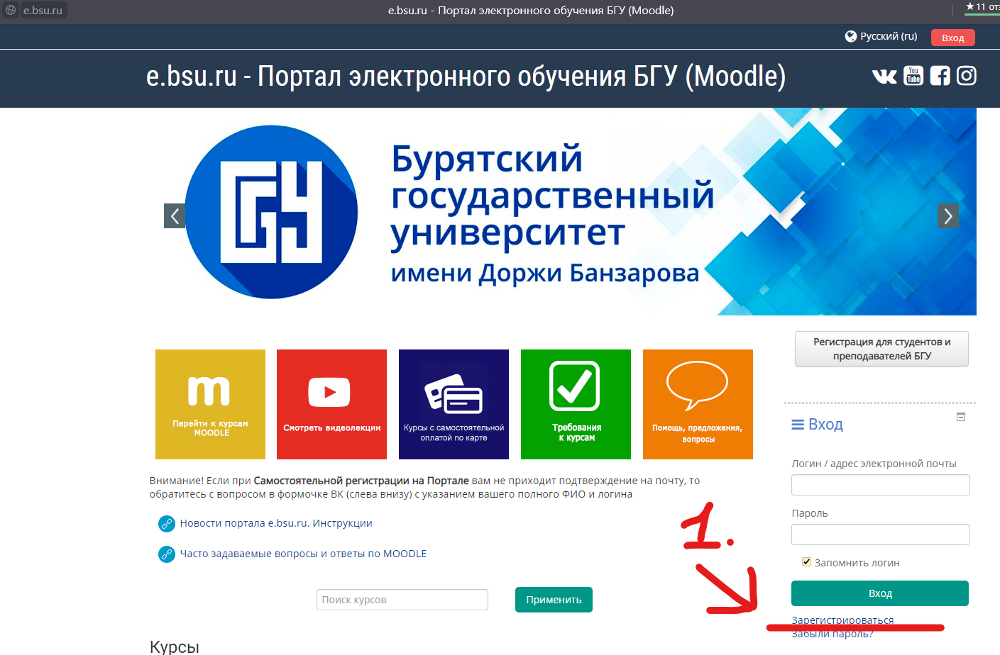 e.bsu.ru
e.bsu.ru - Портал электронного обучения БГУ (Moodle)
★ 11 от
Русский (ru)
Вход
e.bsu.ru - Портал электронного обучения БГУ (Moodle)
You
Tube
БГУ
Бурятский
государственный
университет
имени Доржи Банзарова
Регистрация для студентов и
преподавателей БГУ
m
Перейти к курсам
MOODLE
Смотреть видеолекции
Курсы с самостоятельной
оплатой по карте
Требования
к курсам
Помощь, предложения,
вопросы
Вход
Логин / адрес электронной почты
Пароль
Запомнить логин
Вход
Зарегистрироваться
Забыли пароль?
Внимание! Если при Самостоятельной регистрации на Портале вам не приходит подтверждение на почту, то
обратитесь с вопросом в формочке ВК (слева внизу) с указанием вашего полного ФИО и логина
Новости портала e.bsu.ru. Инструкции
Часто задаваемые вопросы и ответы по MOODLE
1.
Поиск курсов
Применить
Курсы